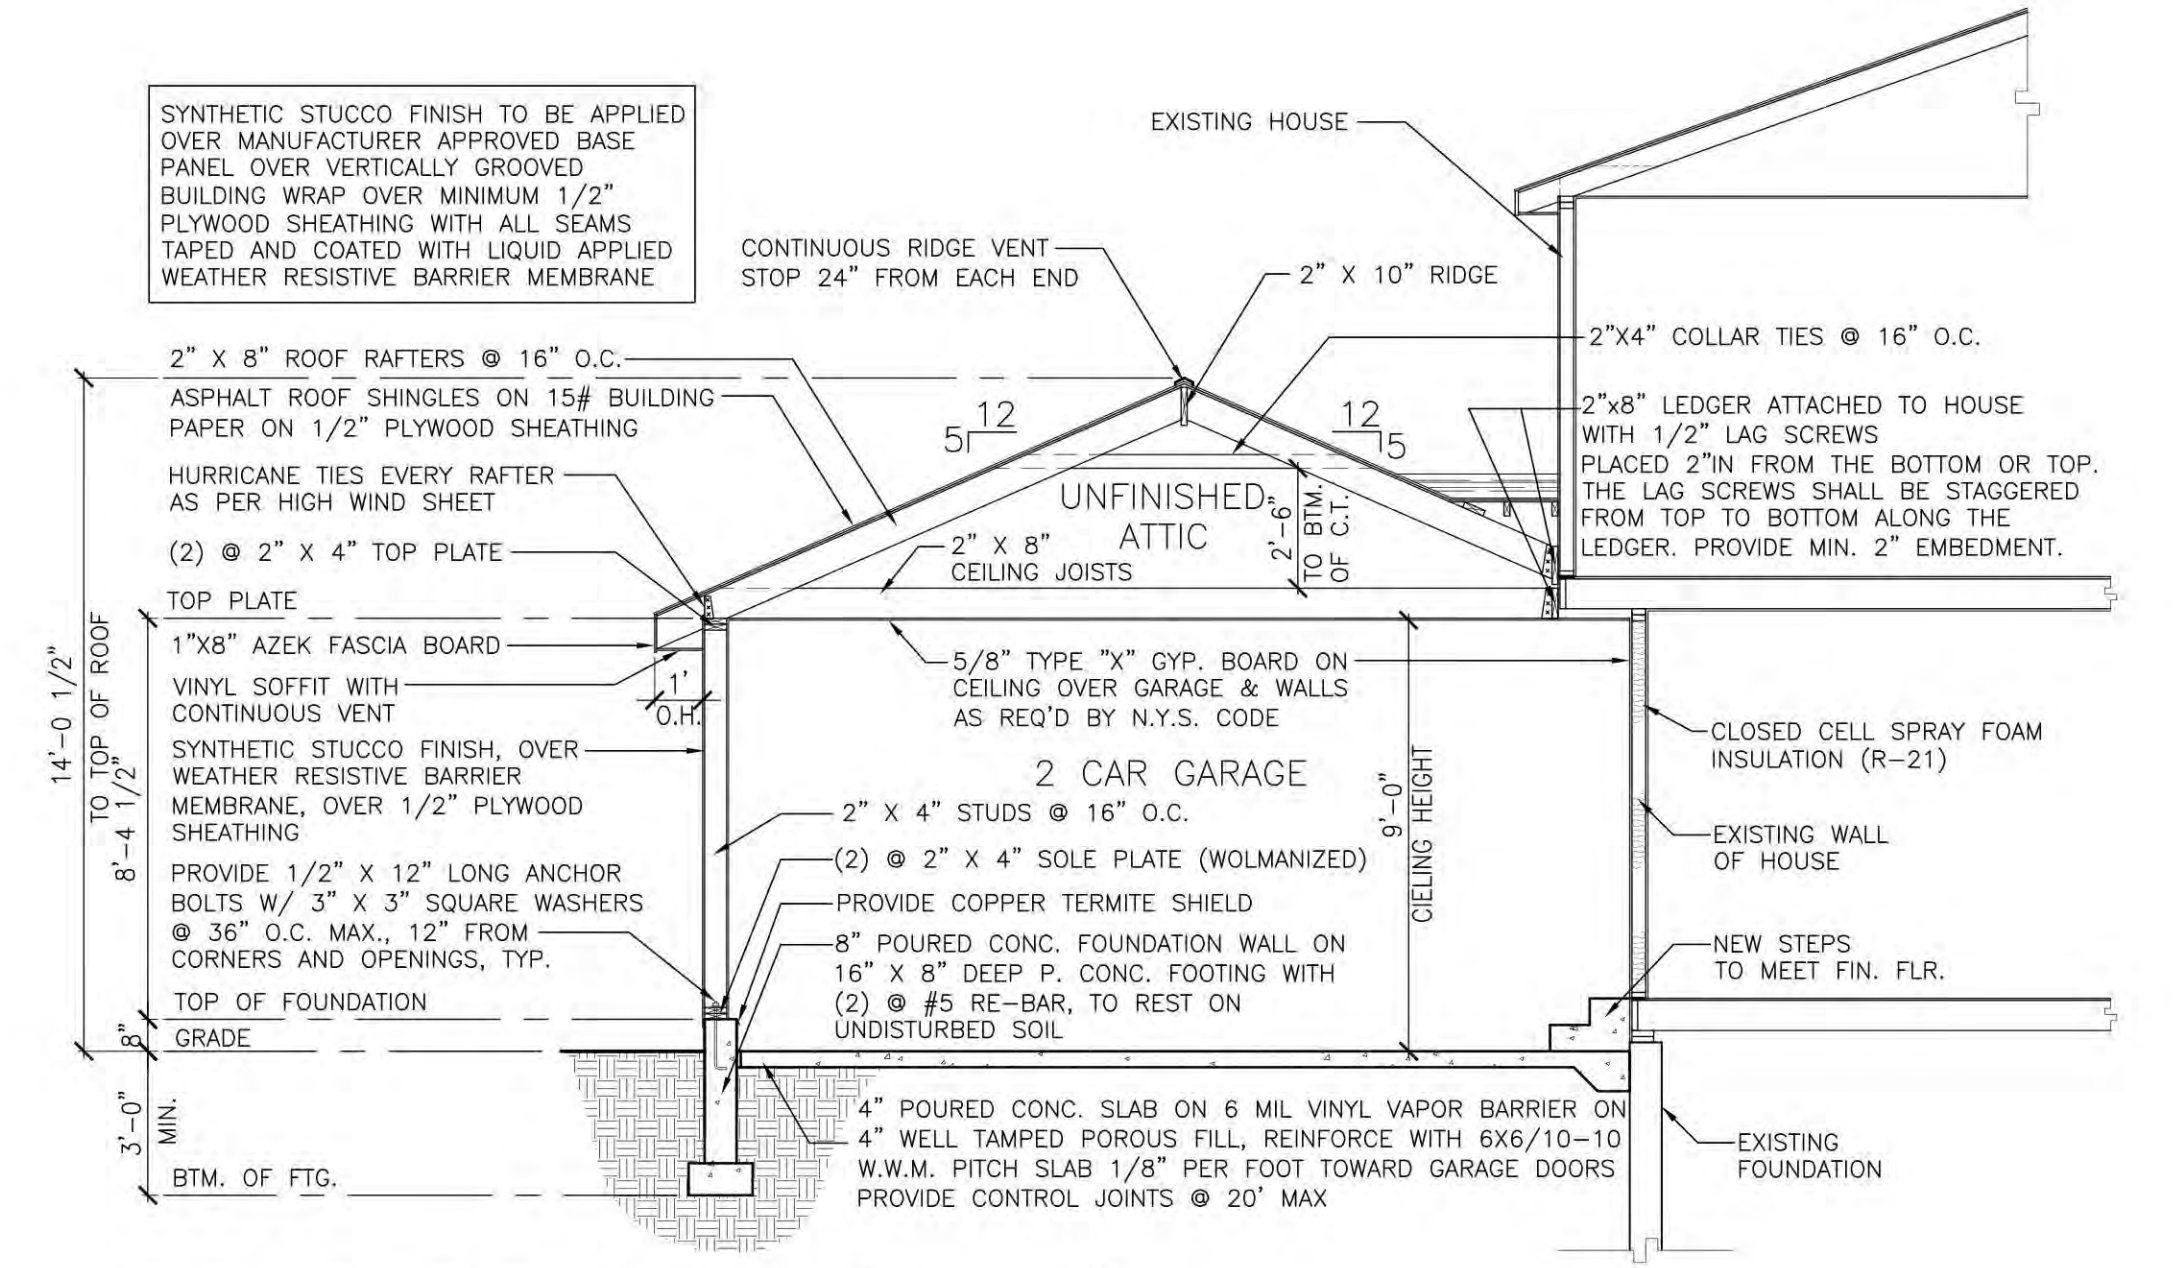 SYNTHETIC STUCCO FINISH TO BE APPLIED
OVER MANUFACTURER APPROVED BASE
PANEL OVER VERTICALLY GROOVED
BUILDING WRAP OVER MINIMUM 1/2"
PLYWOOD SHEATHING WITH ALL SEAMS
TAPED AND COATED WITH LIQUID APPLIED
WEATHER RESISTIVE BARRIER MEMBRANE
EXISTING HOUSE
CONTINUOUS RIDGE VENT
STOP 24" FROM EACH END
2" X 10" RIDGE
2"X4" COLLAR TIES @ 16" O.C.
2"x8" LEDGER ATTACHED TO HOUSE
WITH 1/2" LAG SCREWS
PLACED 2"IN FROM THE BOTTOM OR TOP.
THE LAG SCREWS SHALL BE STAGGERED
FROM TOP TO BOTTOM ALONG THE
LEDGER. PROVIDE MIN. 2" EMBEDMENT.
2" X 8" ROOF RAFTERS @ 16" O.C.
ASPHALT ROOF SHINGLES ON 15# BUILDING
PAPER ON 1/2" PLYWOOD SHEATHING
HURRICANE TIES EVERY RAFTER
AS PER HIGH WIND SHEET
(2) @ 2" X 4" TOP PLATE
TOP PLATE
1"X8" AZEK FASCIA BOARD
VINYL SOFFIT WITH
CONTINUOUS VENT
SYNTHETIC STUCCO FINISH, OVER
WEATHER RESISTIVE BARRIER
MEMBRANE, OVER 1/2" PLYWOOD
SHEATHING
PROVIDE 1/2" X 12" LONG ANCHOR
BOLTS W/ 3" X 3" SQUARE WASHERS
@ 36" O.C. MAX., 12" FROM
CORNERS AND OPENINGS, TYP.
TOP OF FOUNDATION
GRADE
BTM. OF FTG.
14'-0 1/2"
TO TOP OF ROOF
8'-4 1/2"
8"
3'-0"
MIN.
1'
O.H.
12
5
12
5
UNFINISHED
ATTIC
2'-6"
TO BTM.
OF C.T.
2" X 8"
CEILING JOISTS
5/8" TYPE "X" GYP. BOARD ON
CEILING OVER GARAGE & WALLS
AS REQ'D BY N.Y.S. CODE
2 CAR GARAGE
9'-0"
CIELING HEIGHT
2" X 4" STUDS @ 16" O.C.
(2) @ 2" X 4" SOLE PLATE (WOLMANIZED)
PROVIDE COPPER TERMITE SHIELD
8" POURED CONC. FOUNDATION WALL ON
16" X 8" DEEP P. CONC. FOOTING WITH
(2) @ #5 RE-BAR, TO REST ON
UNDISTURBED SOIL
4" POURED CONC. SLAB ON 6 MIL VINYL VAPOR BARRIER ON
4" WELL TAMPED POROUS FILL, REINFORCE WITH 6X6/10-10
W.W.M. PITCH SLAB 1/8" PER FOOT TOWARD GARAGE DOORS
PROVIDE CONTROL JOINTS @ 20' MAX
CLOSED CELL SPRAY FOAM
INSULATION (R-21)
EXISTING WALL
OF HOUSE
NEW STEPS
TO MEET FIN. FLR.
EXISTING
FOUNDATION